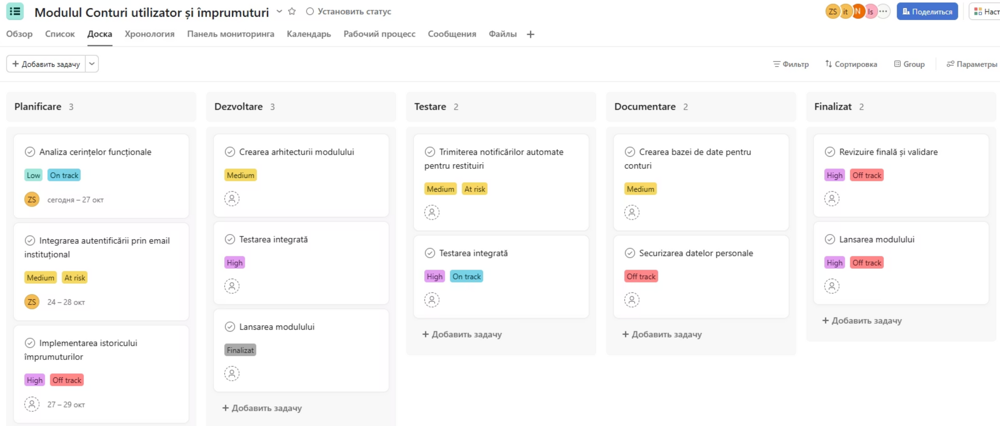 Modulul Conturi utilizator și împrumuturi
Установить статус
ZS it N ls ...
Поделиться
Наст
Обзор Список Доска Хронология Панель мониторинга Календарь Рабочий процесс Сообщения Файлы +
+ Добавить задачу
Фильтр Сортировка Group Параметры
Planificare 3
Analiza cerințelor funcționale
Low On track
ZS сегодня – 27 окт
Integrarea autentificării prin email
instituțional
Medium At risk
ZS 24 – 28 окт
Implementarea istoricului
împrumuturilor
High Off track
27 – 29 окт
Dezvoltare 3
Crearea arhitecturii modulului
Medium
Testarea integrată
High
Lansarea modulului
Finalizat
+ Добавить задачу
Testare 2
Trimiterea notificărilor automate
pentru restituiri
Medium At risk
Testarea integrată
High On track
+ Добавить задачу
Documentare 2
Crearea bazei de date pentru
conturi
Medium
Securizarea datelor personale
Off track
+ Добавить задачу
Finalizat 2
Revizuire finală și validare
High Off track
Lansarea modulului
High Off track
+ Добавить задачу